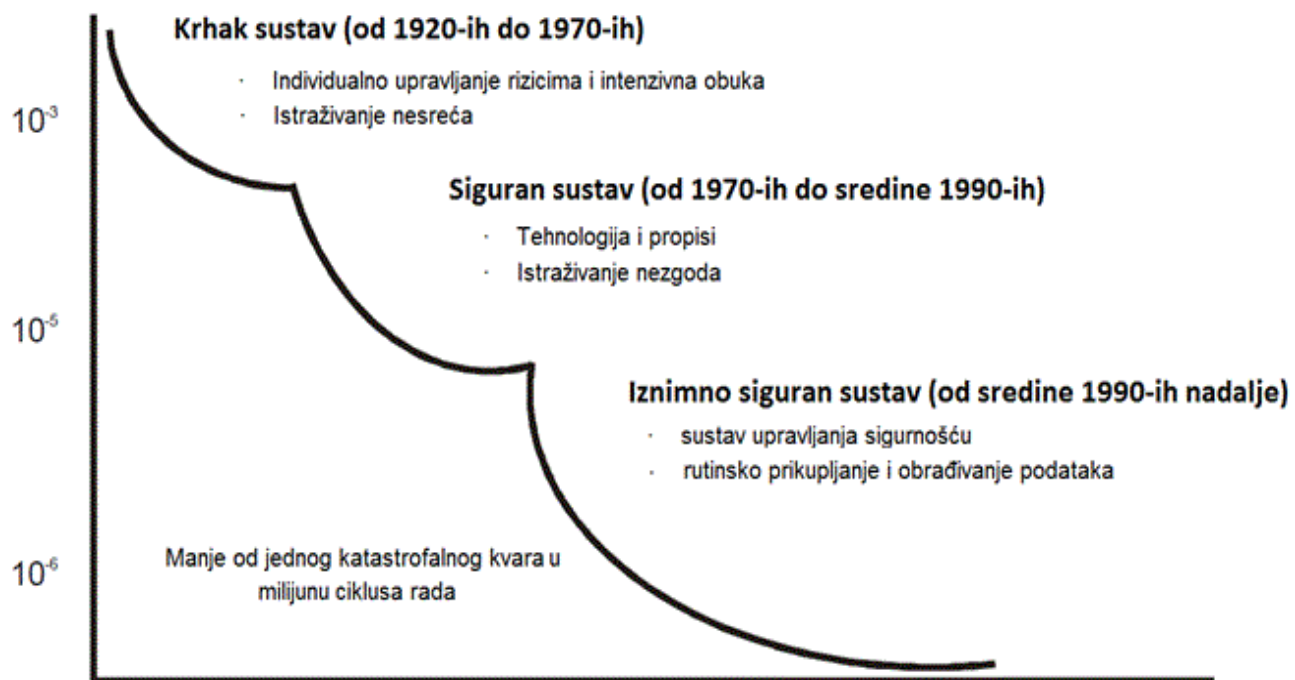 Krhak sustav (od 1920-ih do 1970-ih)
· Individualno upravljanje rizicima i intenzivna obuka
· Istraživanje nesreća
10-3
Siguran sustav (od 1970-ih do sredine 1990-ih)
· Tehnologija i propisi
· Istraživanje nezgoda
10-5
Iznimno siguran sustav (od sredine 1990-ih nadalje)
· sustav upravljanja sigurnošću
· rutinsko prikupljanje i obrađivanje podataka
10-6
Manje od jednog katastrofalnog kvara u
milijunu ciklusa rada